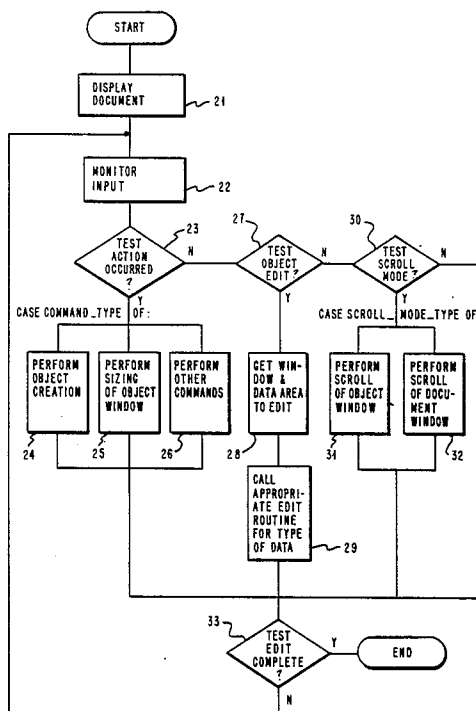 START
DISPLAY
DOCUMENT
21
MONITOR
INPUT
22
23
TEST
ACTION
OCCURRED
?
N
Y
27
TEST
OBJECT
EDIT?
N
Y
30
TEST
SCROLL
MODE?
N
Y
CASE COMMAND_TYPE OF:
CASE SCROLL_MODE_TYPE OF
PERFORM
OBJECT
CREATION
24
PERFORM
SIZING
OF OBJECT
WINDOW
25
PERFORM
OTHER
COMMANDS
26
GET WIN-
DOW &
DATA AREA
TO EDIT
28
PERFORM
SCROLL
OF OBJECT
WINDOW
31
PERFORM
SCROLL
OF DOCU-
MENT
WINDOW
32
CALL
APPROPRI-
ATE EDIT
ROUTINE
FOR TYPE
OF DATA
29
33
TEST
EDIT
COMPLETE
?
Y
END
N